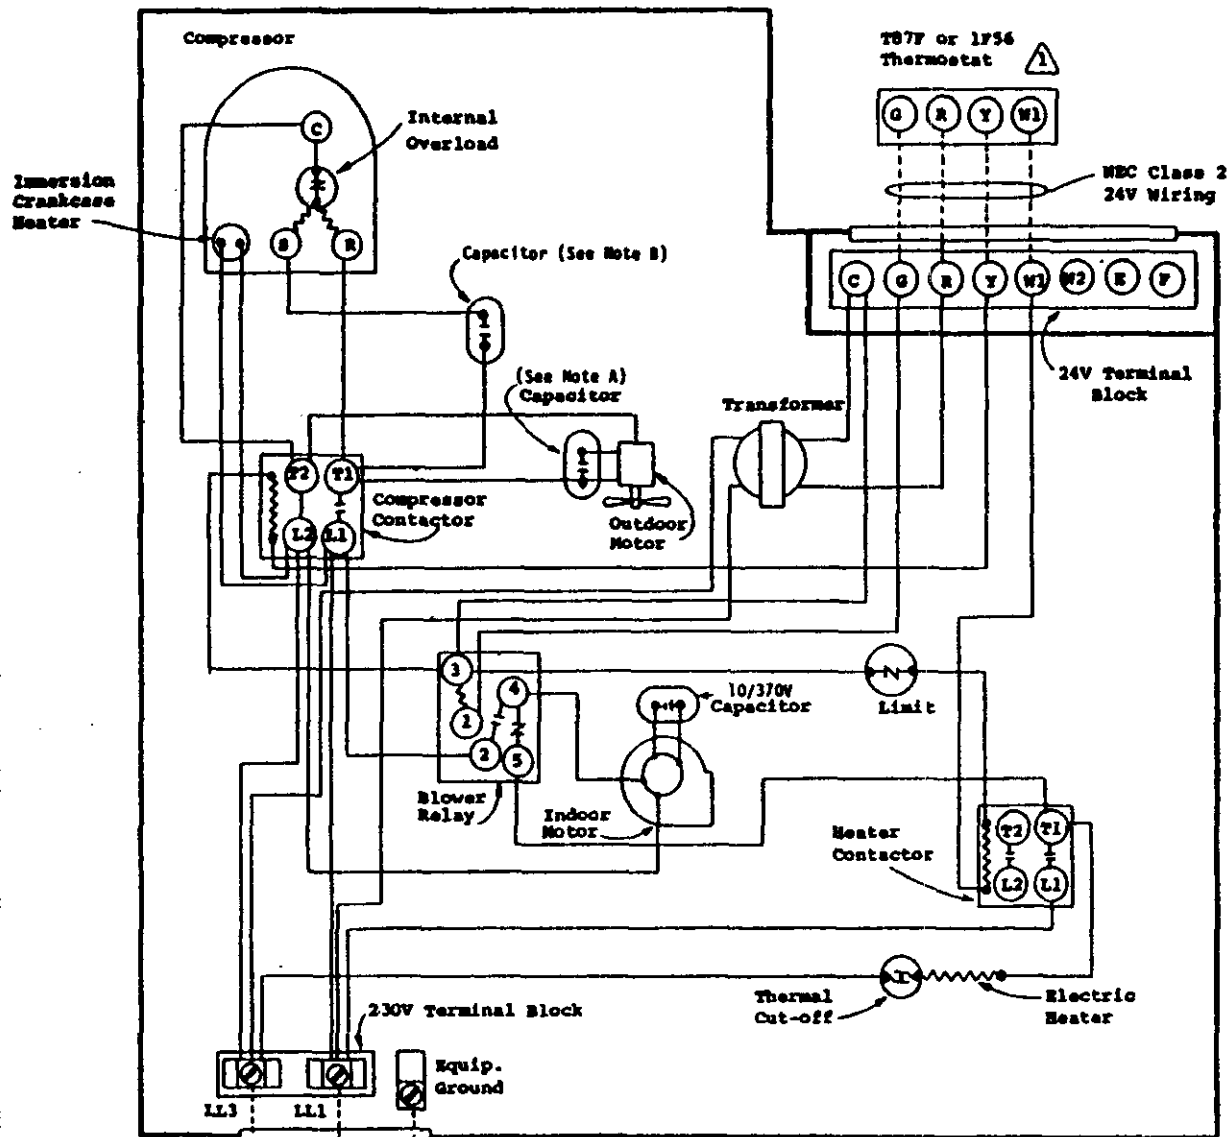 Compressor
T87F or 1F56
Thermostat
1
G R Y W1
C
Internal
Overload
NEC Class 2
24V Wiring
Immersion
Crankcase
Heater
S R
Capacitor (See Note B)
C G R Y W1 W2 E F
24V Terminal
Block
(See Note A)
Capacitor
Transformer
T2 T1
Compressor
Contactor
L2 L1
Outdoor
Motor
3
4
1
2
5
Limit
10/370V
Capacitor
Blower
Relay
Indoor
Motor
Heater
Contactor
T2 T1
L2 L1
Thermal
Cut-off
Electric
Heater
230V Terminal Block
Equip.
Ground
LL3 LL1